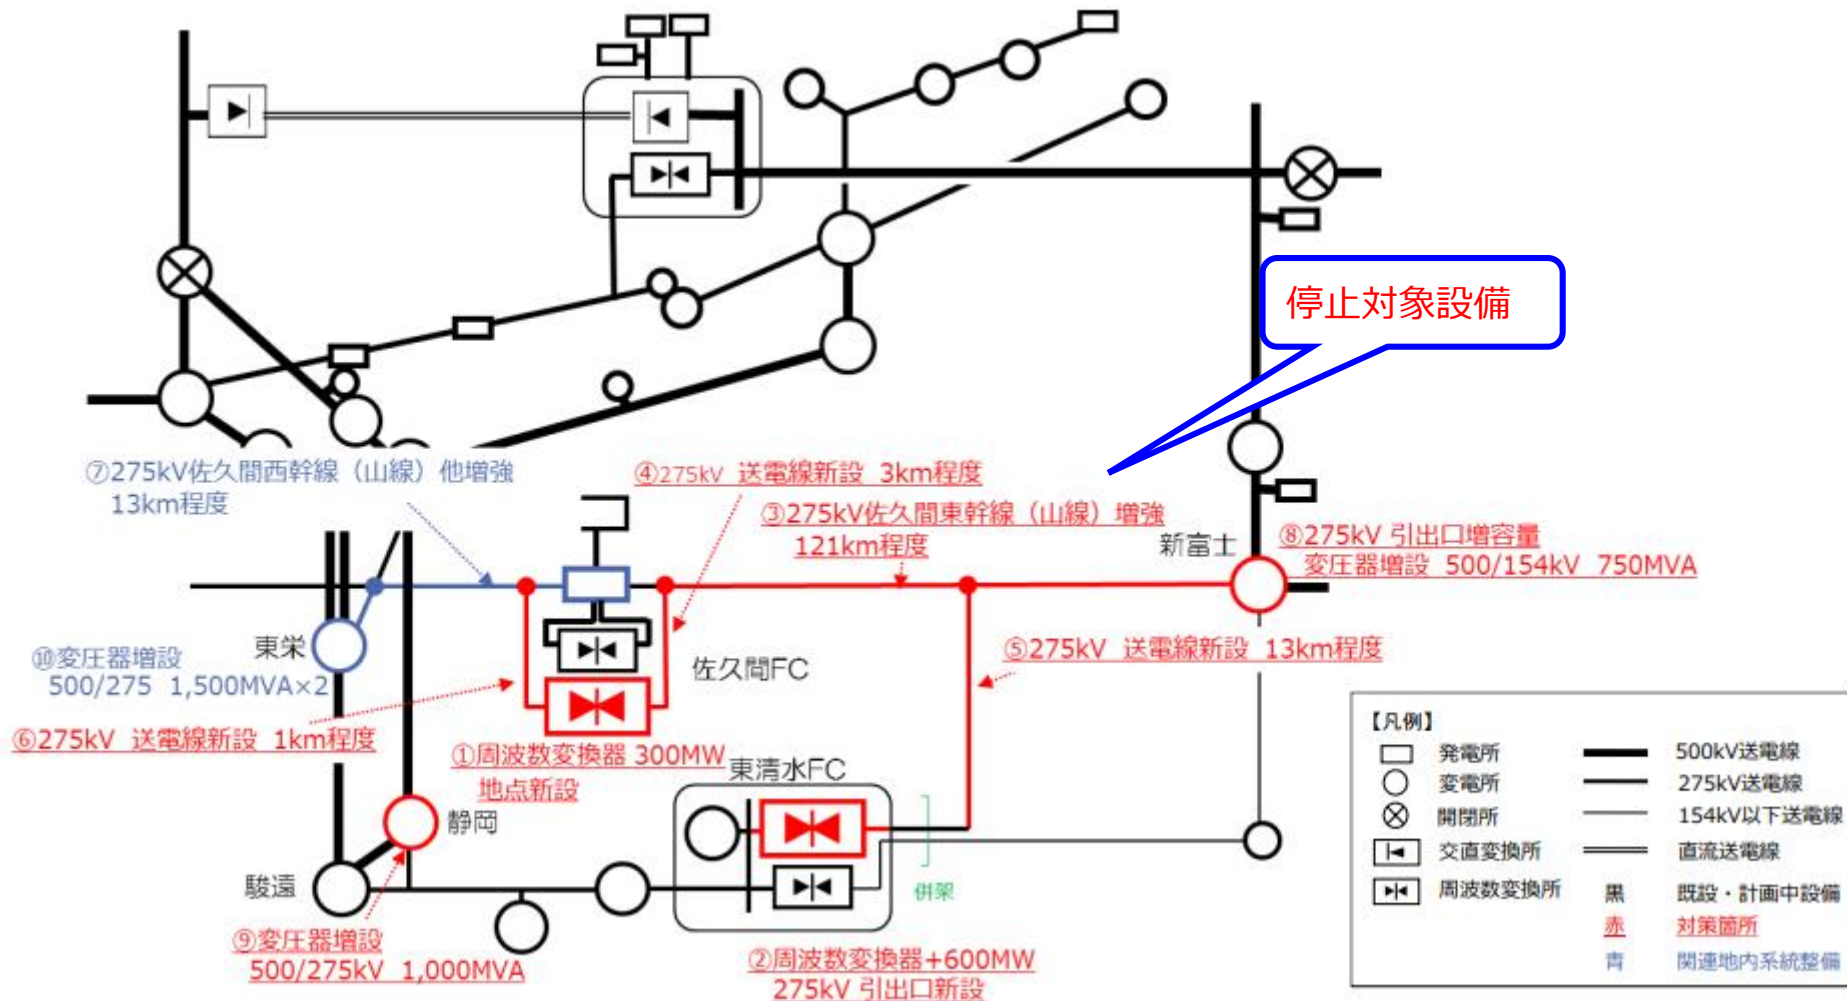 停止対象設備
⑦275kV佐久間西幹線（山線）他増強
13km程度
④275kV 送電線新設 3km程度
③275kV佐久間東幹線（山線）増強
121km程度
新富士
⑧275kV 引出口増容量
変圧器増設 500/154kV 750MVA
東栄
⑩変圧器増設
500/275 1,500MVA×2
佐久間FC
⑤275kV 送電線新設 13km程度
⑥275kV 送電線新設 1km程度
①周波数変換器 300MW
地点新設
東清水FC
静岡
駿遠
併架
⑨変圧器増設
500/275kV 1,000MVA
②周波数変換器+600MW
275kV 引出口新設
【凡例】
発電所 500kV送電線
変電所 275kV送電線
開閉所 154kV以下送電線
交直変換所 直流送電線
周波数変換所 黒 既設・計画中設備
赤 対策箇所
青 関連地内系統整備